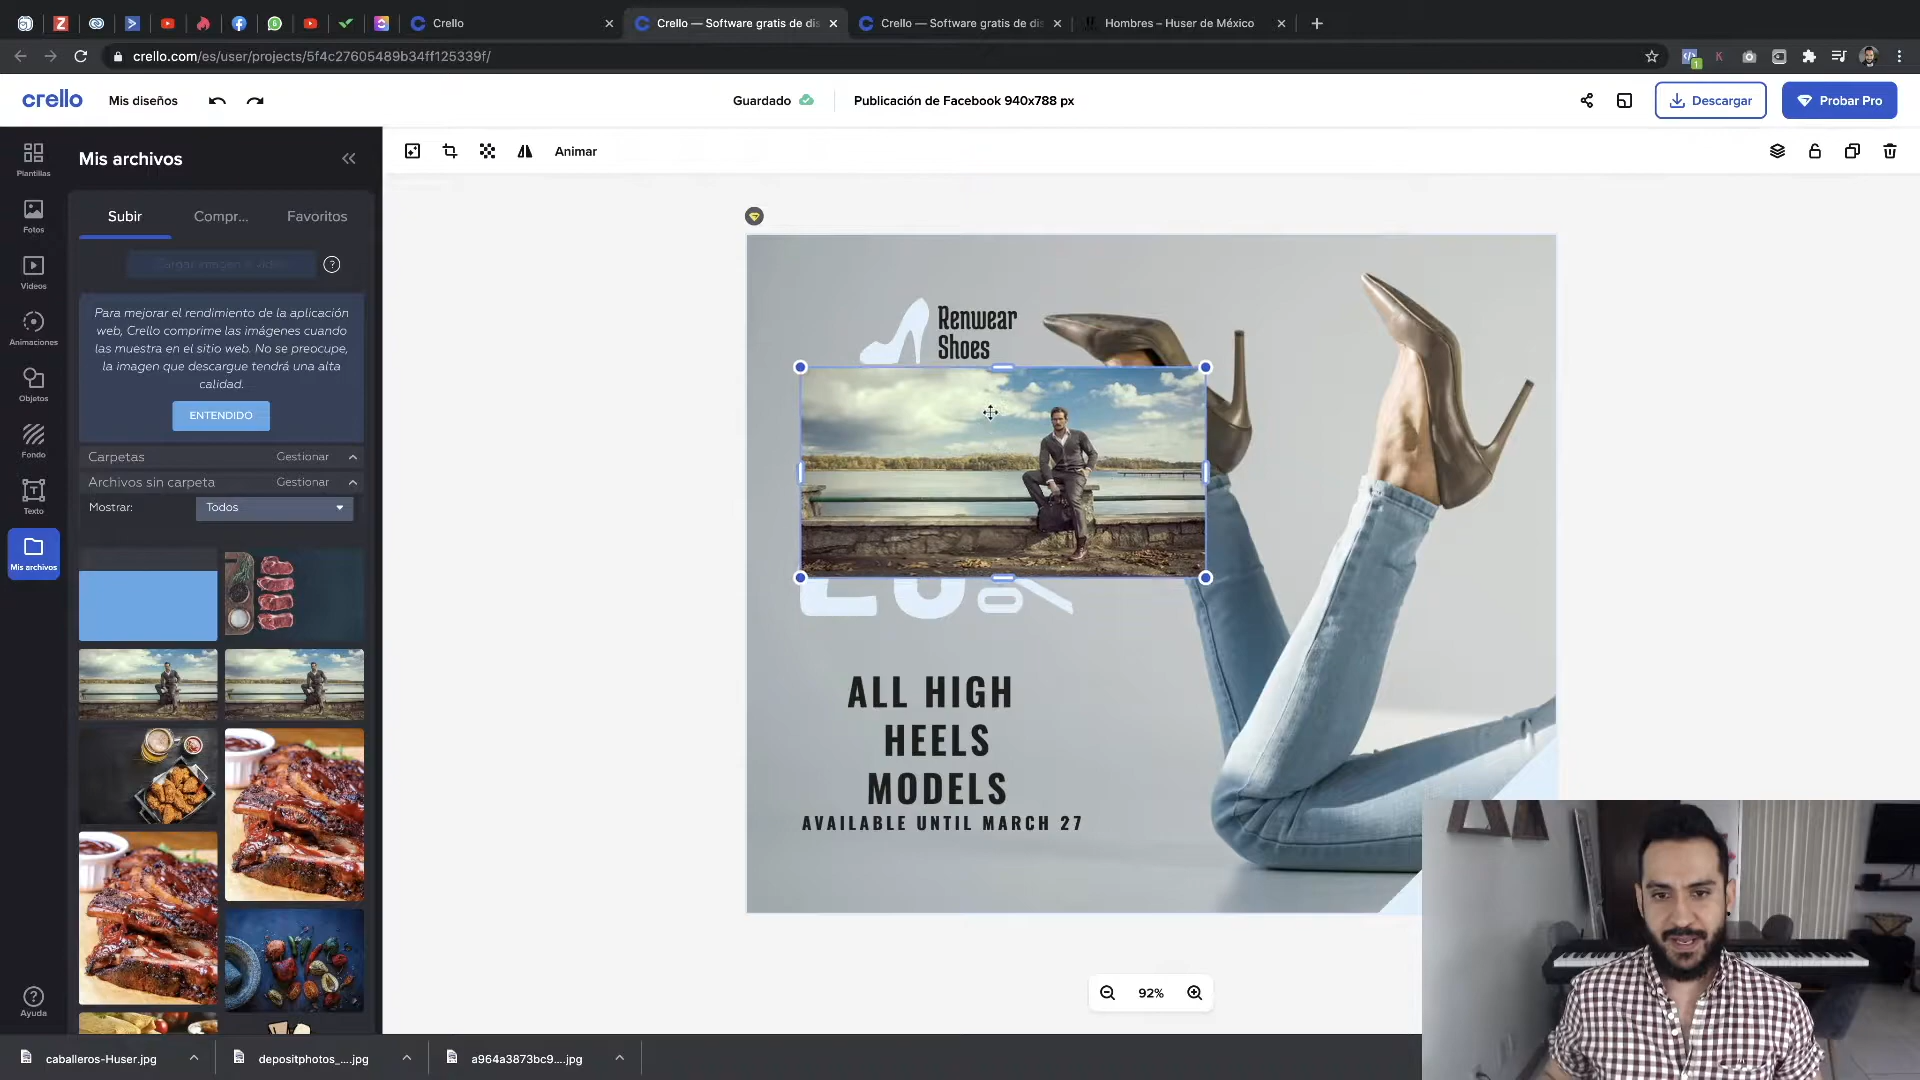 Crello
Crello — Software gratis de dis
Crello — Software gratis de dis
Hombres – Huser de México
crello.com/es/user/projects/5f4c27605489b34ff125339f/
crello
Mis diseños
Guardado
Publicación de Facebook 940x788 px
Descargar
Probar Pro
Plantillas
Mis archivos
Animar
Fotos
Subir
Compr...
Favoritos
Videos
Para mejorar el rendimiento de la aplicación
web, Crello comprime las imágenes cuando
las muestra en el sitio web. No se preocupe,
la imagen que descargue tendrá una alta
calidad.
ENTENDIDO
Animaciones
Objetos
Fondo
Texto
Mis archivos
Carpetas
Gestionar
Archivos sin carpeta
Gestionar
Mostrar:
Todos
Renwear
Shoes
ALL HIGH
HEELS
MODELS
AVAILABLE UNTIL MARCH 27
92%
Ayuda
caballeros-Huser.jpg
depositphotos_....jpg
a964a3873bc9....jpg